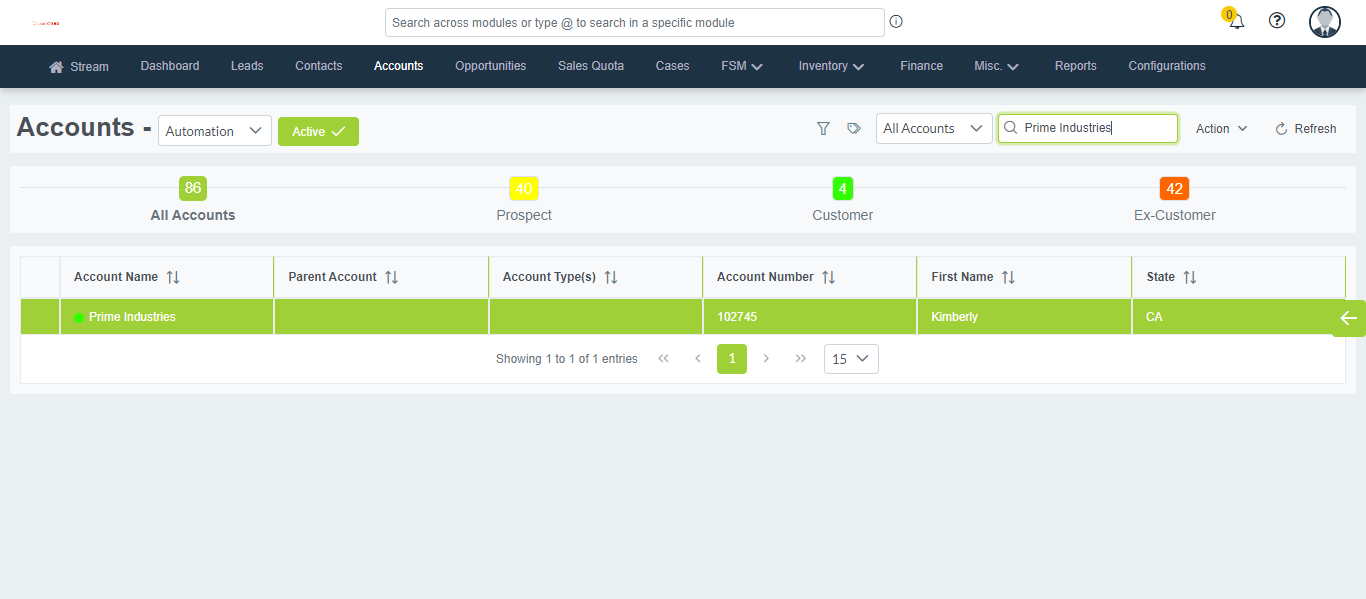 Search across modules or type @ to search in a specific module
0
Stream Dashboard Leads Contacts Accounts Opportunities Sales Quota Cases FSM Inventory Finance Misc. Reports Configurations
Accounts - Automation Active All Accounts Prime Industries Action Refresh
86 40 4 42
All Accounts Prospect Customer Ex-Customer
Account Name Parent Account Account Type(s) Account Number First Name State
Prime Industries 102745 Kimberly CA
Showing 1 to 1 of 1 entries 1 15